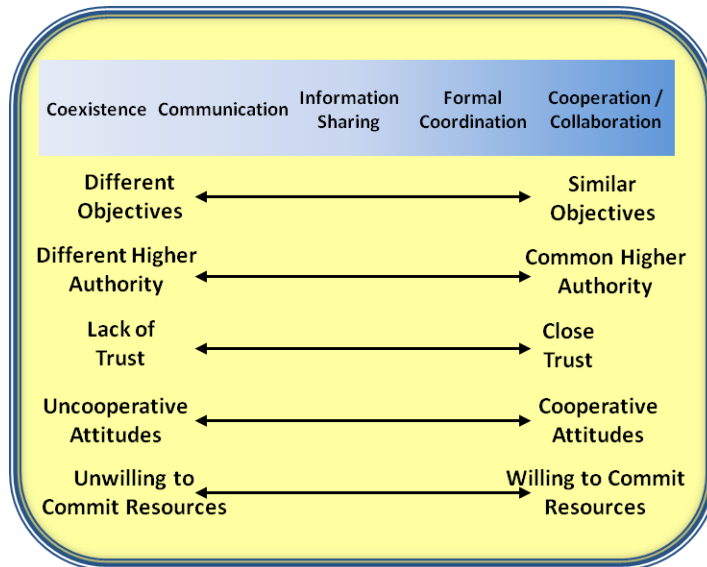 Coexistence
Communication
Information
Sharing
Formal
Coordination
Cooperation /
Collaboration
Different
Objectives
Similar
Objectives
Different Higher
Authority
Common Higher
Authority
Lack of
Trust
Close
Trust
Uncooperative
Attitudes
Cooperative
Attitudes
Unwilling to
Commit Resources
Willing to Commit
Resources